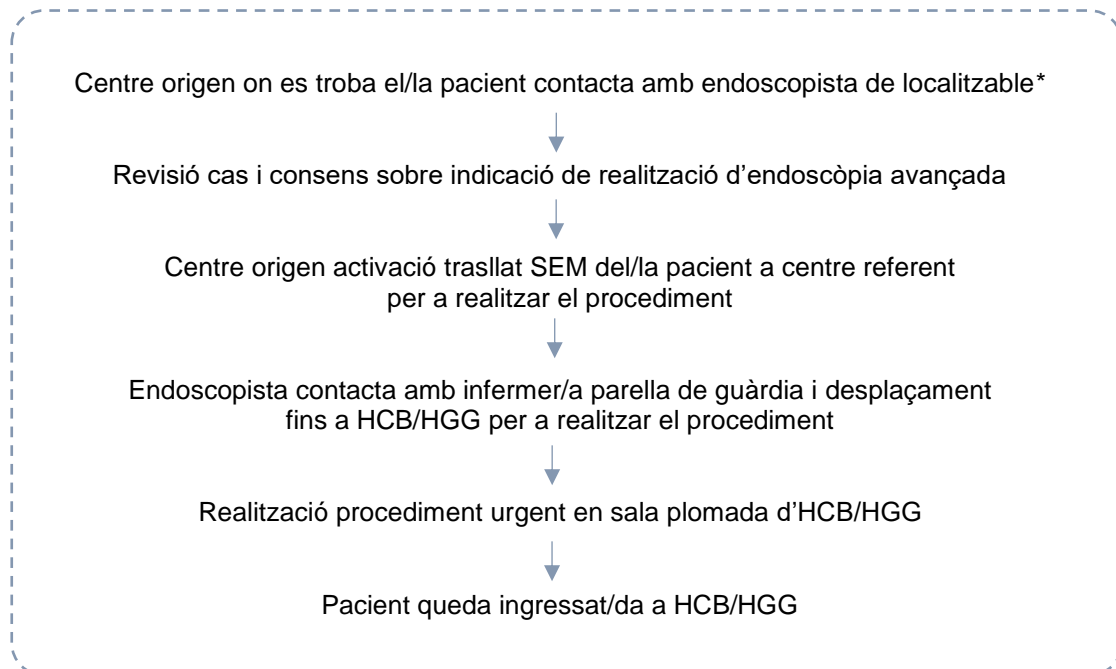 Centre origen on es troba el/la pacient contacta amb endoscopista de localitzable*
Revisió cas i consens sobre indicació de realització d’endoscòpia avançada
Centre origen activació trasllat SEM del/la pacient a centre referent
per a realitzar el procediment
Endoscopista contacta amb infermer/a parella de guàrdia i desplaçament
fins a HCB/HGG per a realitzar el procediment
Realització procediment urgent en sala plomada d’HCB/HGG
Pacient queda ingressat/da a HCB/HGG